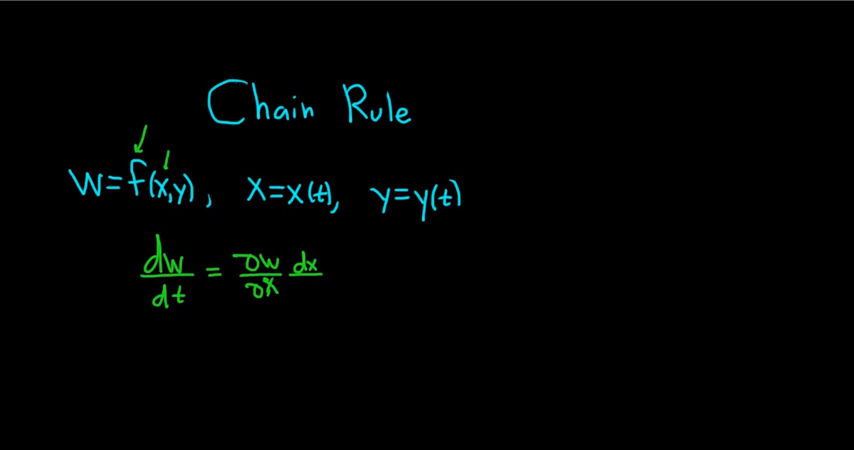 Chain Rule
W=f(x,y), X=x(t), y=y(t)
dw/dt = ∂w/∂x dx/